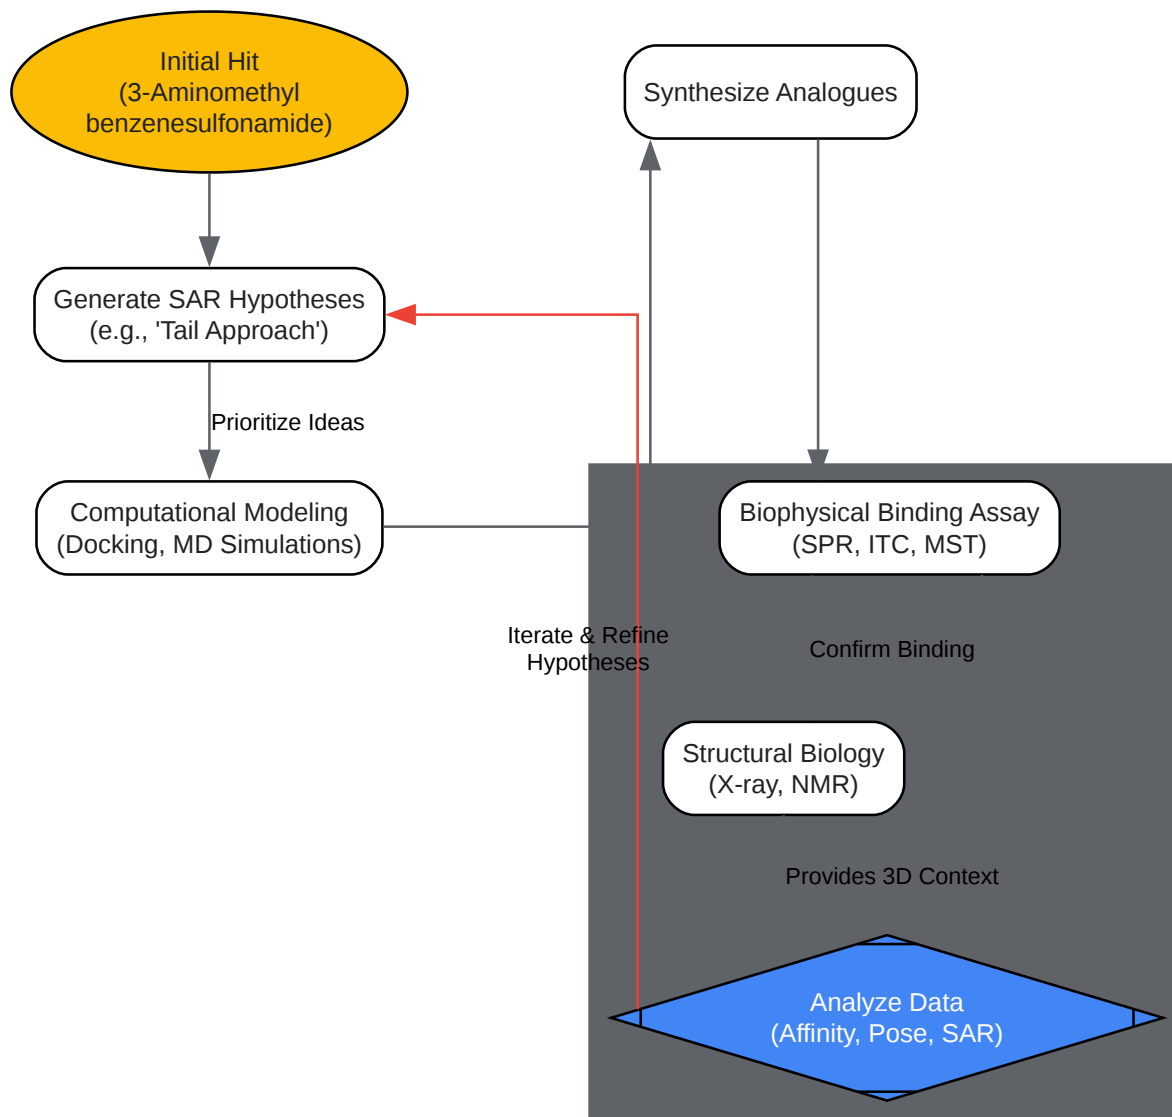 Initial Hit
(3-Aminomethyl
benzenesulfonamide)
Synthesize Analogues
Generate SAR Hypotheses
(e.g., 'Tail Approach')
Prioritize Ideas
Computational Modeling
(Docking, MD Simulations)
Biophysical Binding Assay
(SPR, ITC, MST)
Iterate & Refine
Hypotheses
Confirm Binding
Structural Biology
(X-ray, NMR)
Provides 3D Context
Analyze Data
(Affinity, Pose, SAR)